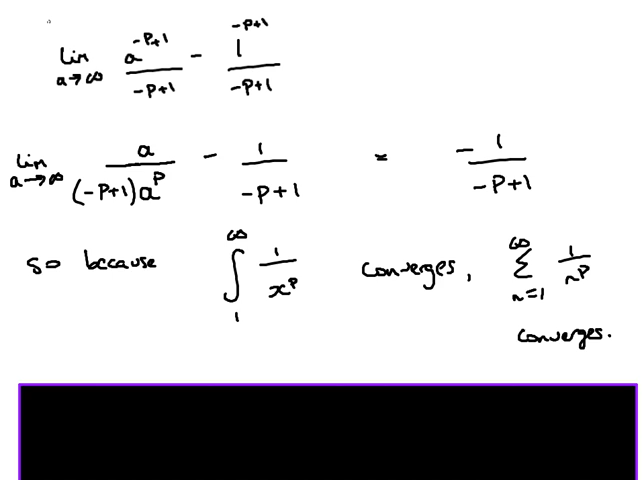 lim a→∞ a^(-p+1)/(-p+1) - 1^(-p+1)/(-p+1)
lim a→∞ a/((-p+1)a^p) - 1/(-p+1) = -1/(-p+1)
so because ∫_1^∞ 1/x^p converges, ∑_(n=1)^∞ 1/n^p
converges.